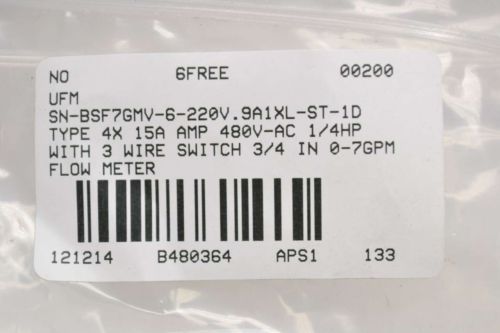 NO 6FREE 00200
UFM
SN-BSF7GMV-6-220V.9A1XL-ST-1D
TYPE 4X 15A AMP 480V-AC 1/4HP
WITH 3 WIRE SWITCH 3/4 IN 0-7GPM
FLOW METER
121214 B480364 APS1 133